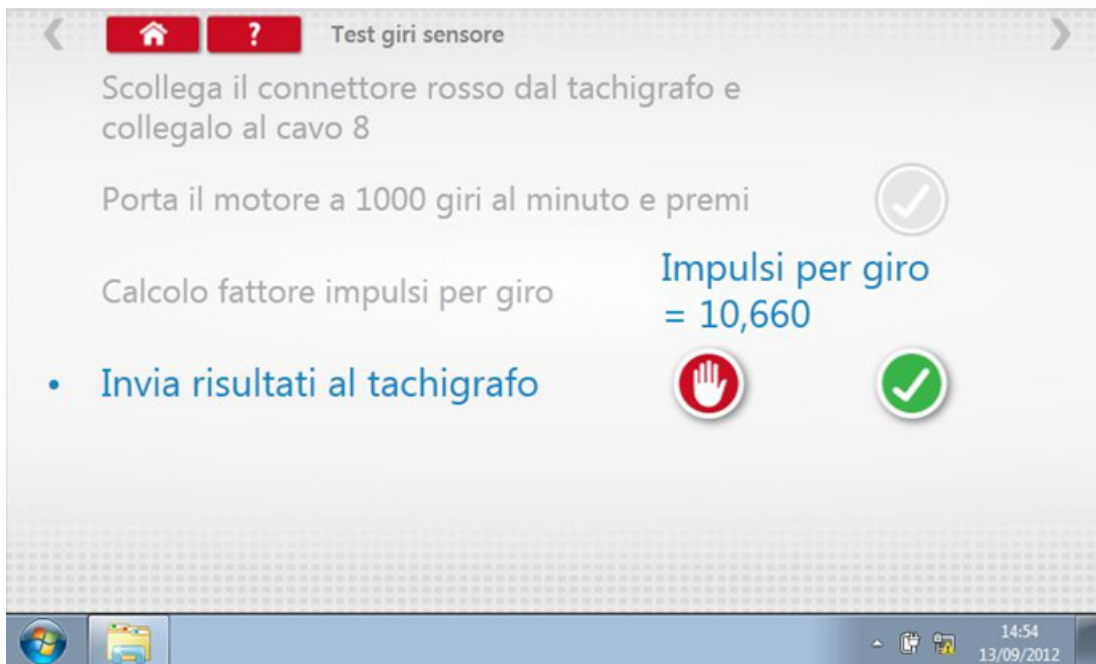 ? Test giri sensore
Scollega il connettore rosso dal tachigrafo e
collegalo al cavo 8
Porta il motore a 1000 giri al minuto e premi
Calcolo fattore impulsi per giro
Impulsi per giro
= 10,660
• Invia risultati al tachigrafo
14:54
13/09/2012